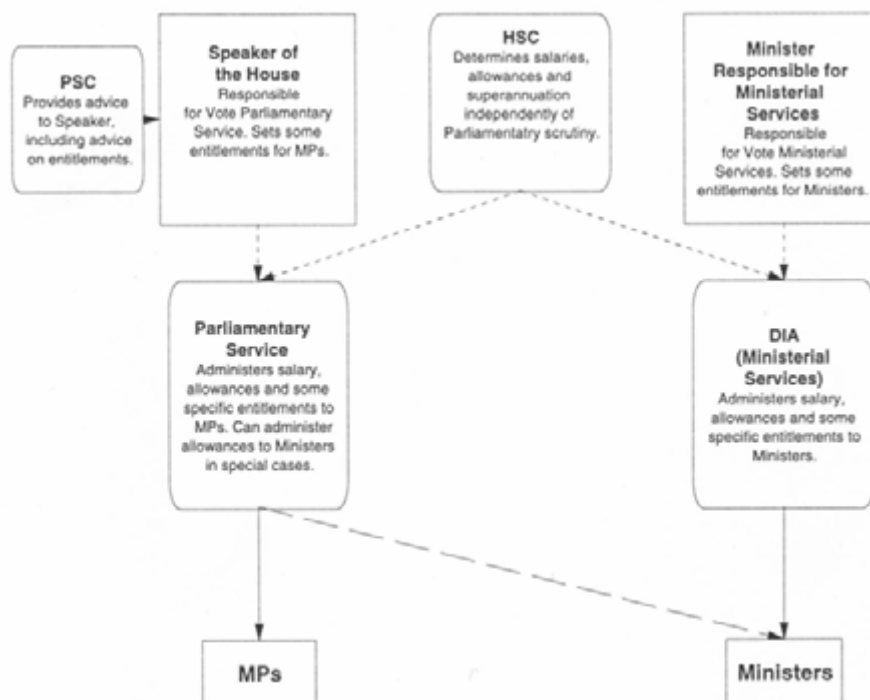 PSC
Provides advice
to Speaker,
including advice
on entitlements.
Speaker of
the House
Responsible
for Vote Parliamentary
Service. Sets some
entitlements for MPs.
HSC
Determines salaries,
allowances and
superannuation
independently of
Parliamentatry scrutiny.
Minister
Responsible for
Ministerial
Services
Responsible
for Vote Ministerial
Services. Sets some
entitlements for Ministers.
Parliamentary
Service
Administers salary,
allowances and some
specific entitlements to
MPs. Can administer
allowances to Ministers
in special cases.
DIA
(Ministerial
Services)
Administers salary,
allowances and some
specific entitlements to
Ministers.
MPs
Ministers